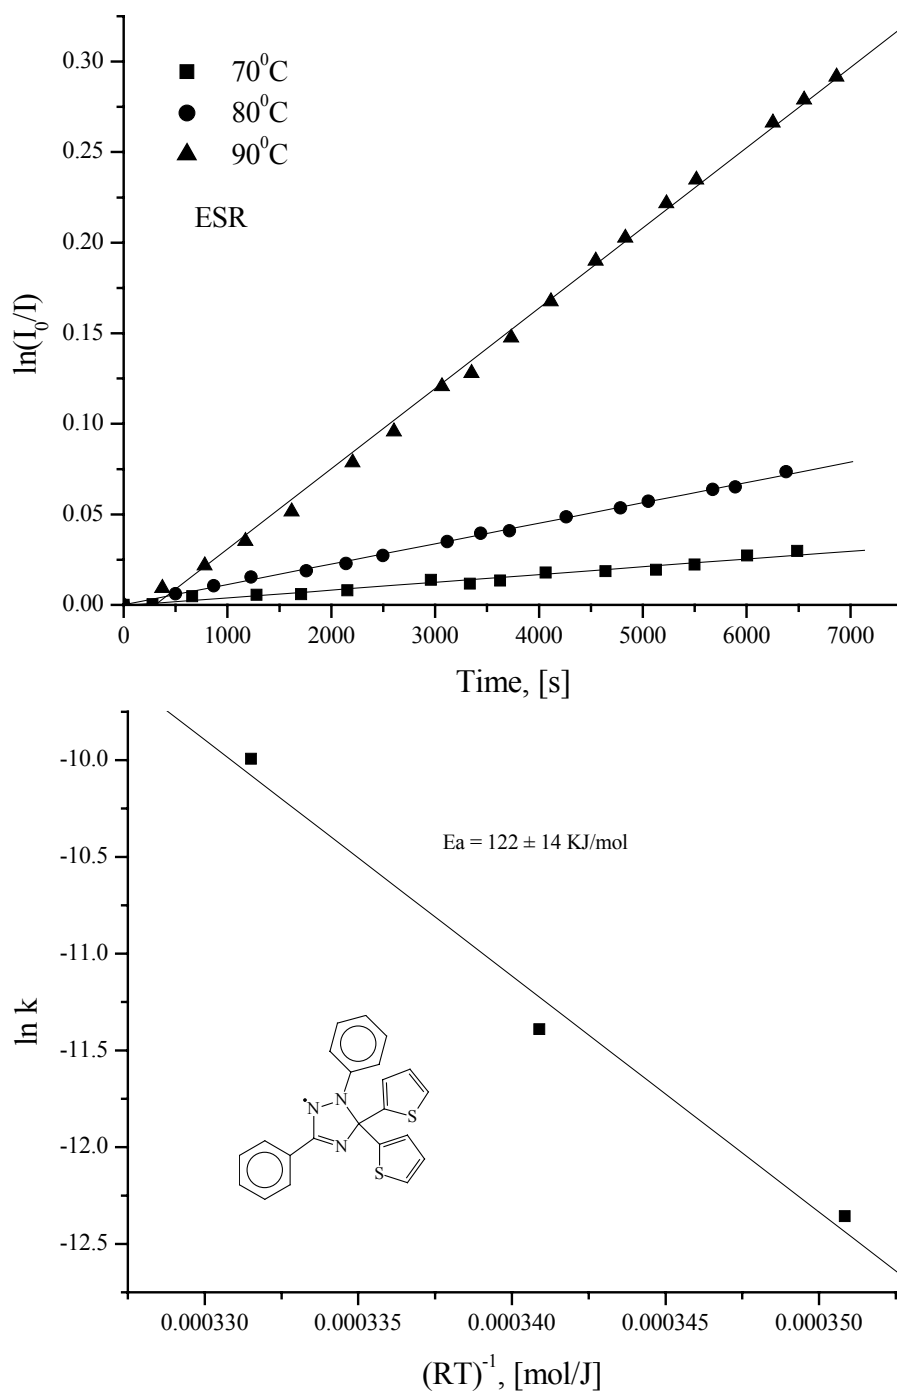 70⁰C
80⁰C
90⁰C
ESR
ln(I₀/I)
0.30
0.25
0.20
0.15
0.10
0.05
0.00
0 1000 2000 3000 4000 5000 6000 7000
Time, [s]
ln k
-10.0
-10.5
-11.0
-11.5
-12.0
-12.5
Ea = 122 ± 14 KJ/mol
N N
N
S
S
0.000330 0.000335 0.000340 0.000345 0.000350
(RT)⁻¹, [mol/J]